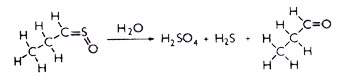 H
H C=S
H C O
C H
H H
H
H₂O
H₂SO₄ + H₂S +
H
H C=O
H C
C H
H H
H